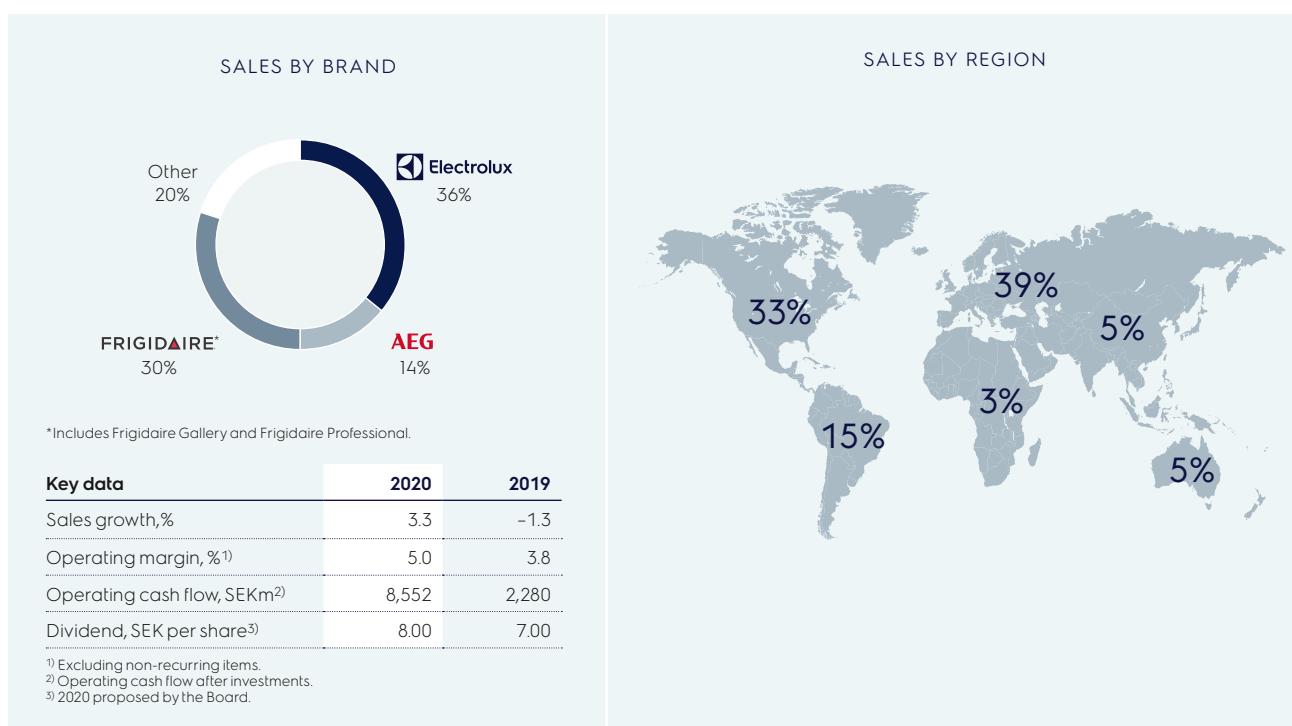 SALES BY BRAND
Electrolux
36%
Other
20%
FRIGIDAIRE*
30%
AEG
14%
*Includes Frigidaire Gallery and Frigidaire Professional.
Key data 2020 2019
Sales growth,% 3.3 –1.3
Operating margin, %1) 5.0 3.8
Operating cash flow, SEKm2) 8,552 2,280
Dividend, SEK per share3) 8.00 7.00
1) Excluding non-recurring items.
2) Operating cash flow after investments.
3) 2020 proposed by the Board.
SALES BY REGION
39%
33%
5%
3%
15%
5%